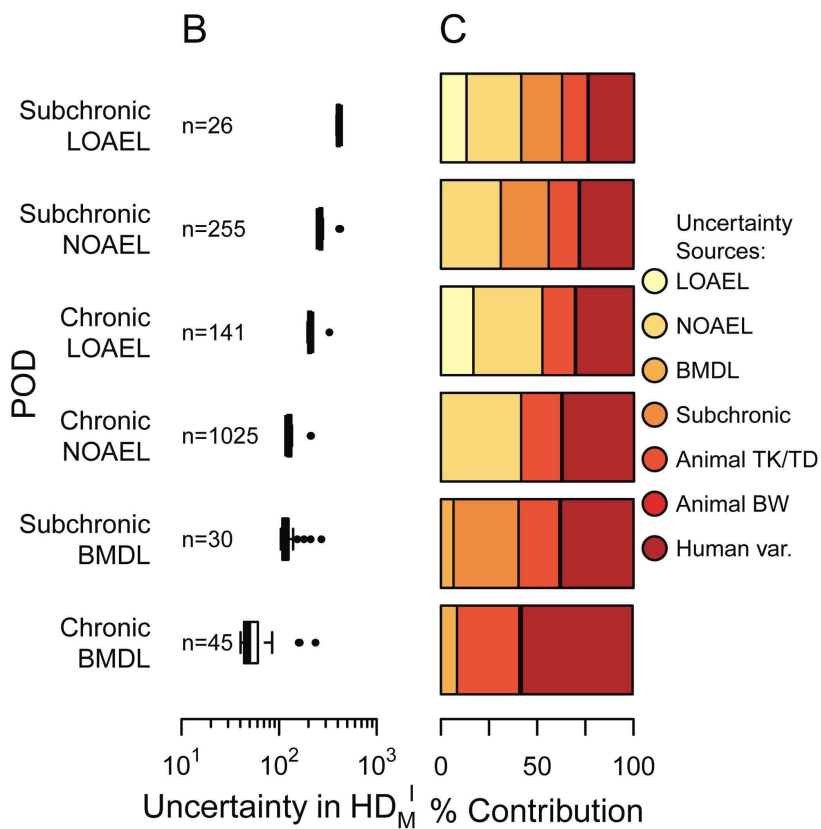 B
C
Subchronic
LOAEL
n=26
Subchronic
NOAEL
n=255
Chronic
LOAEL
n=141
Chronic
NOAEL
n=1025
Subchronic
BMDL
n=30
Chronic
BMDL
n=45
POD
Uncertainty
Sources:
LOAEL
NOAEL
BMDL
Subchronic
Animal TK/TD
Animal BW
Human var.
10¹ 10² 10³
0 50 100
Uncertainty in HD_M^I
% Contribution